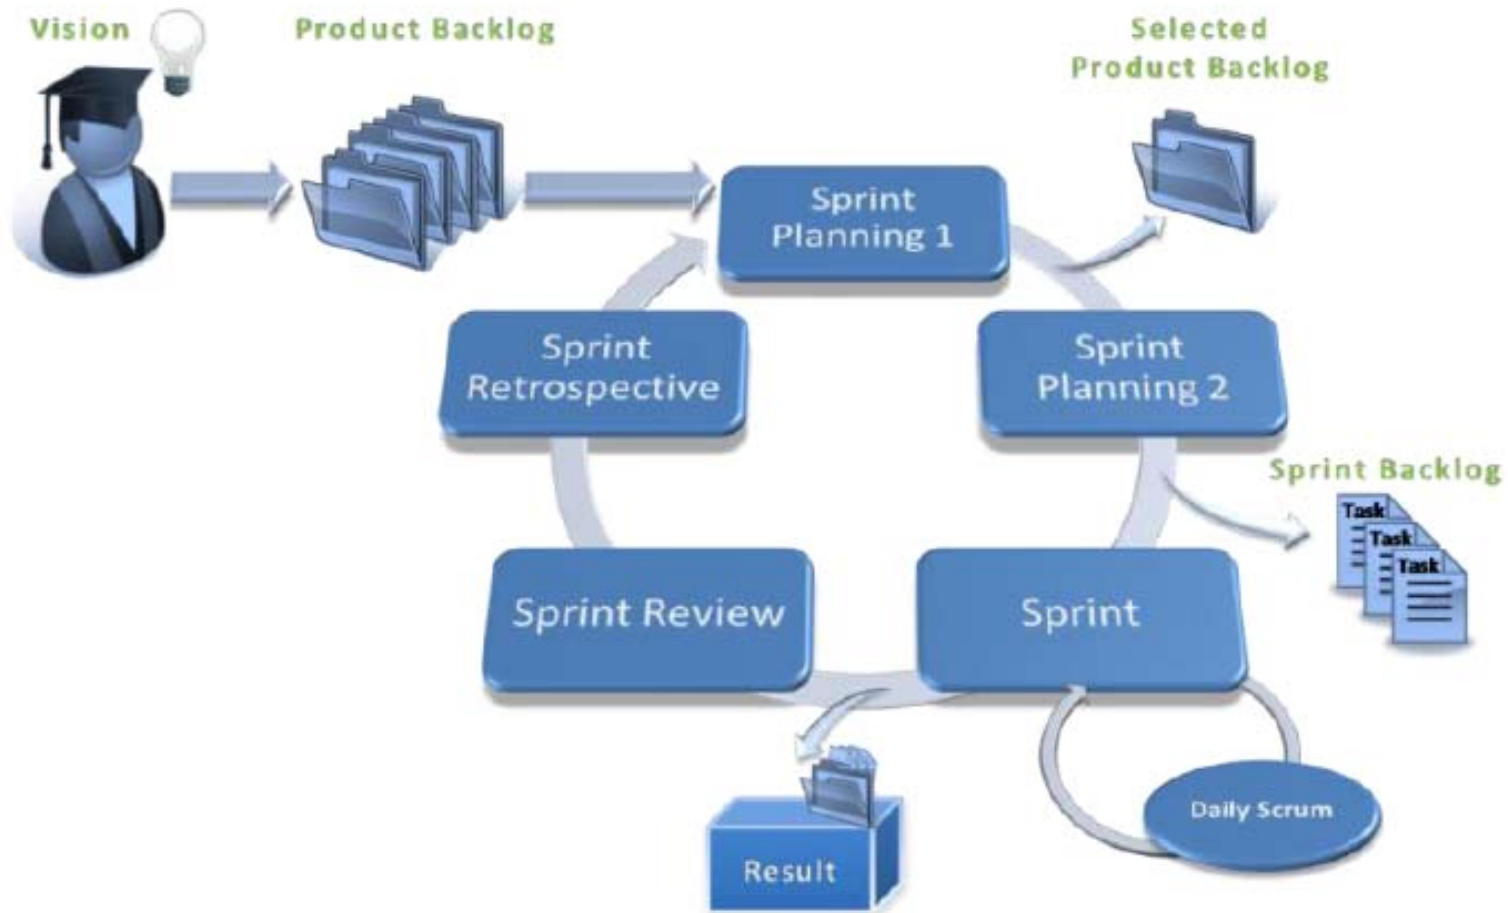 Vision
Product Backlog
Selected
Product Backlog
Sprint
Planning 1
Sprint
Retrospective
Sprint
Planning 2
Sprint Backlog
Task
Task
Task
Sprint Review
Sprint
Daily Scrum
Result